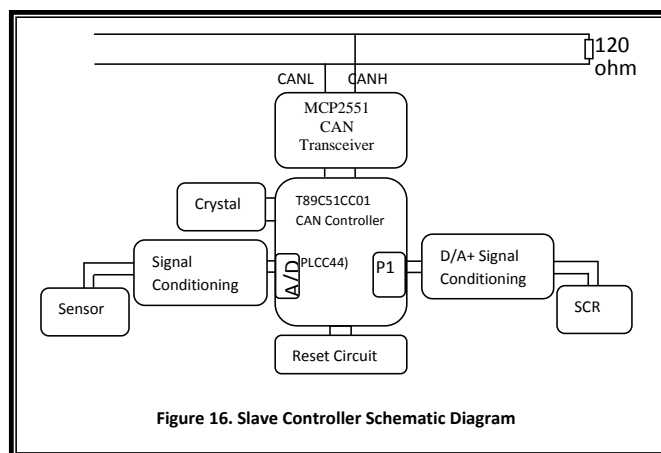 120
ohm
CANL CANH
MCP2551
CAN
Transceiver
Crystal
T89C51CC01
CAN Controller
PLCC44)
A/D
P1
Signal
Conditioning
D/A+ Signal
Conditioning
Sensor
SCR
Reset Circuit
Figure 16. Slave Controller Schematic Diagram